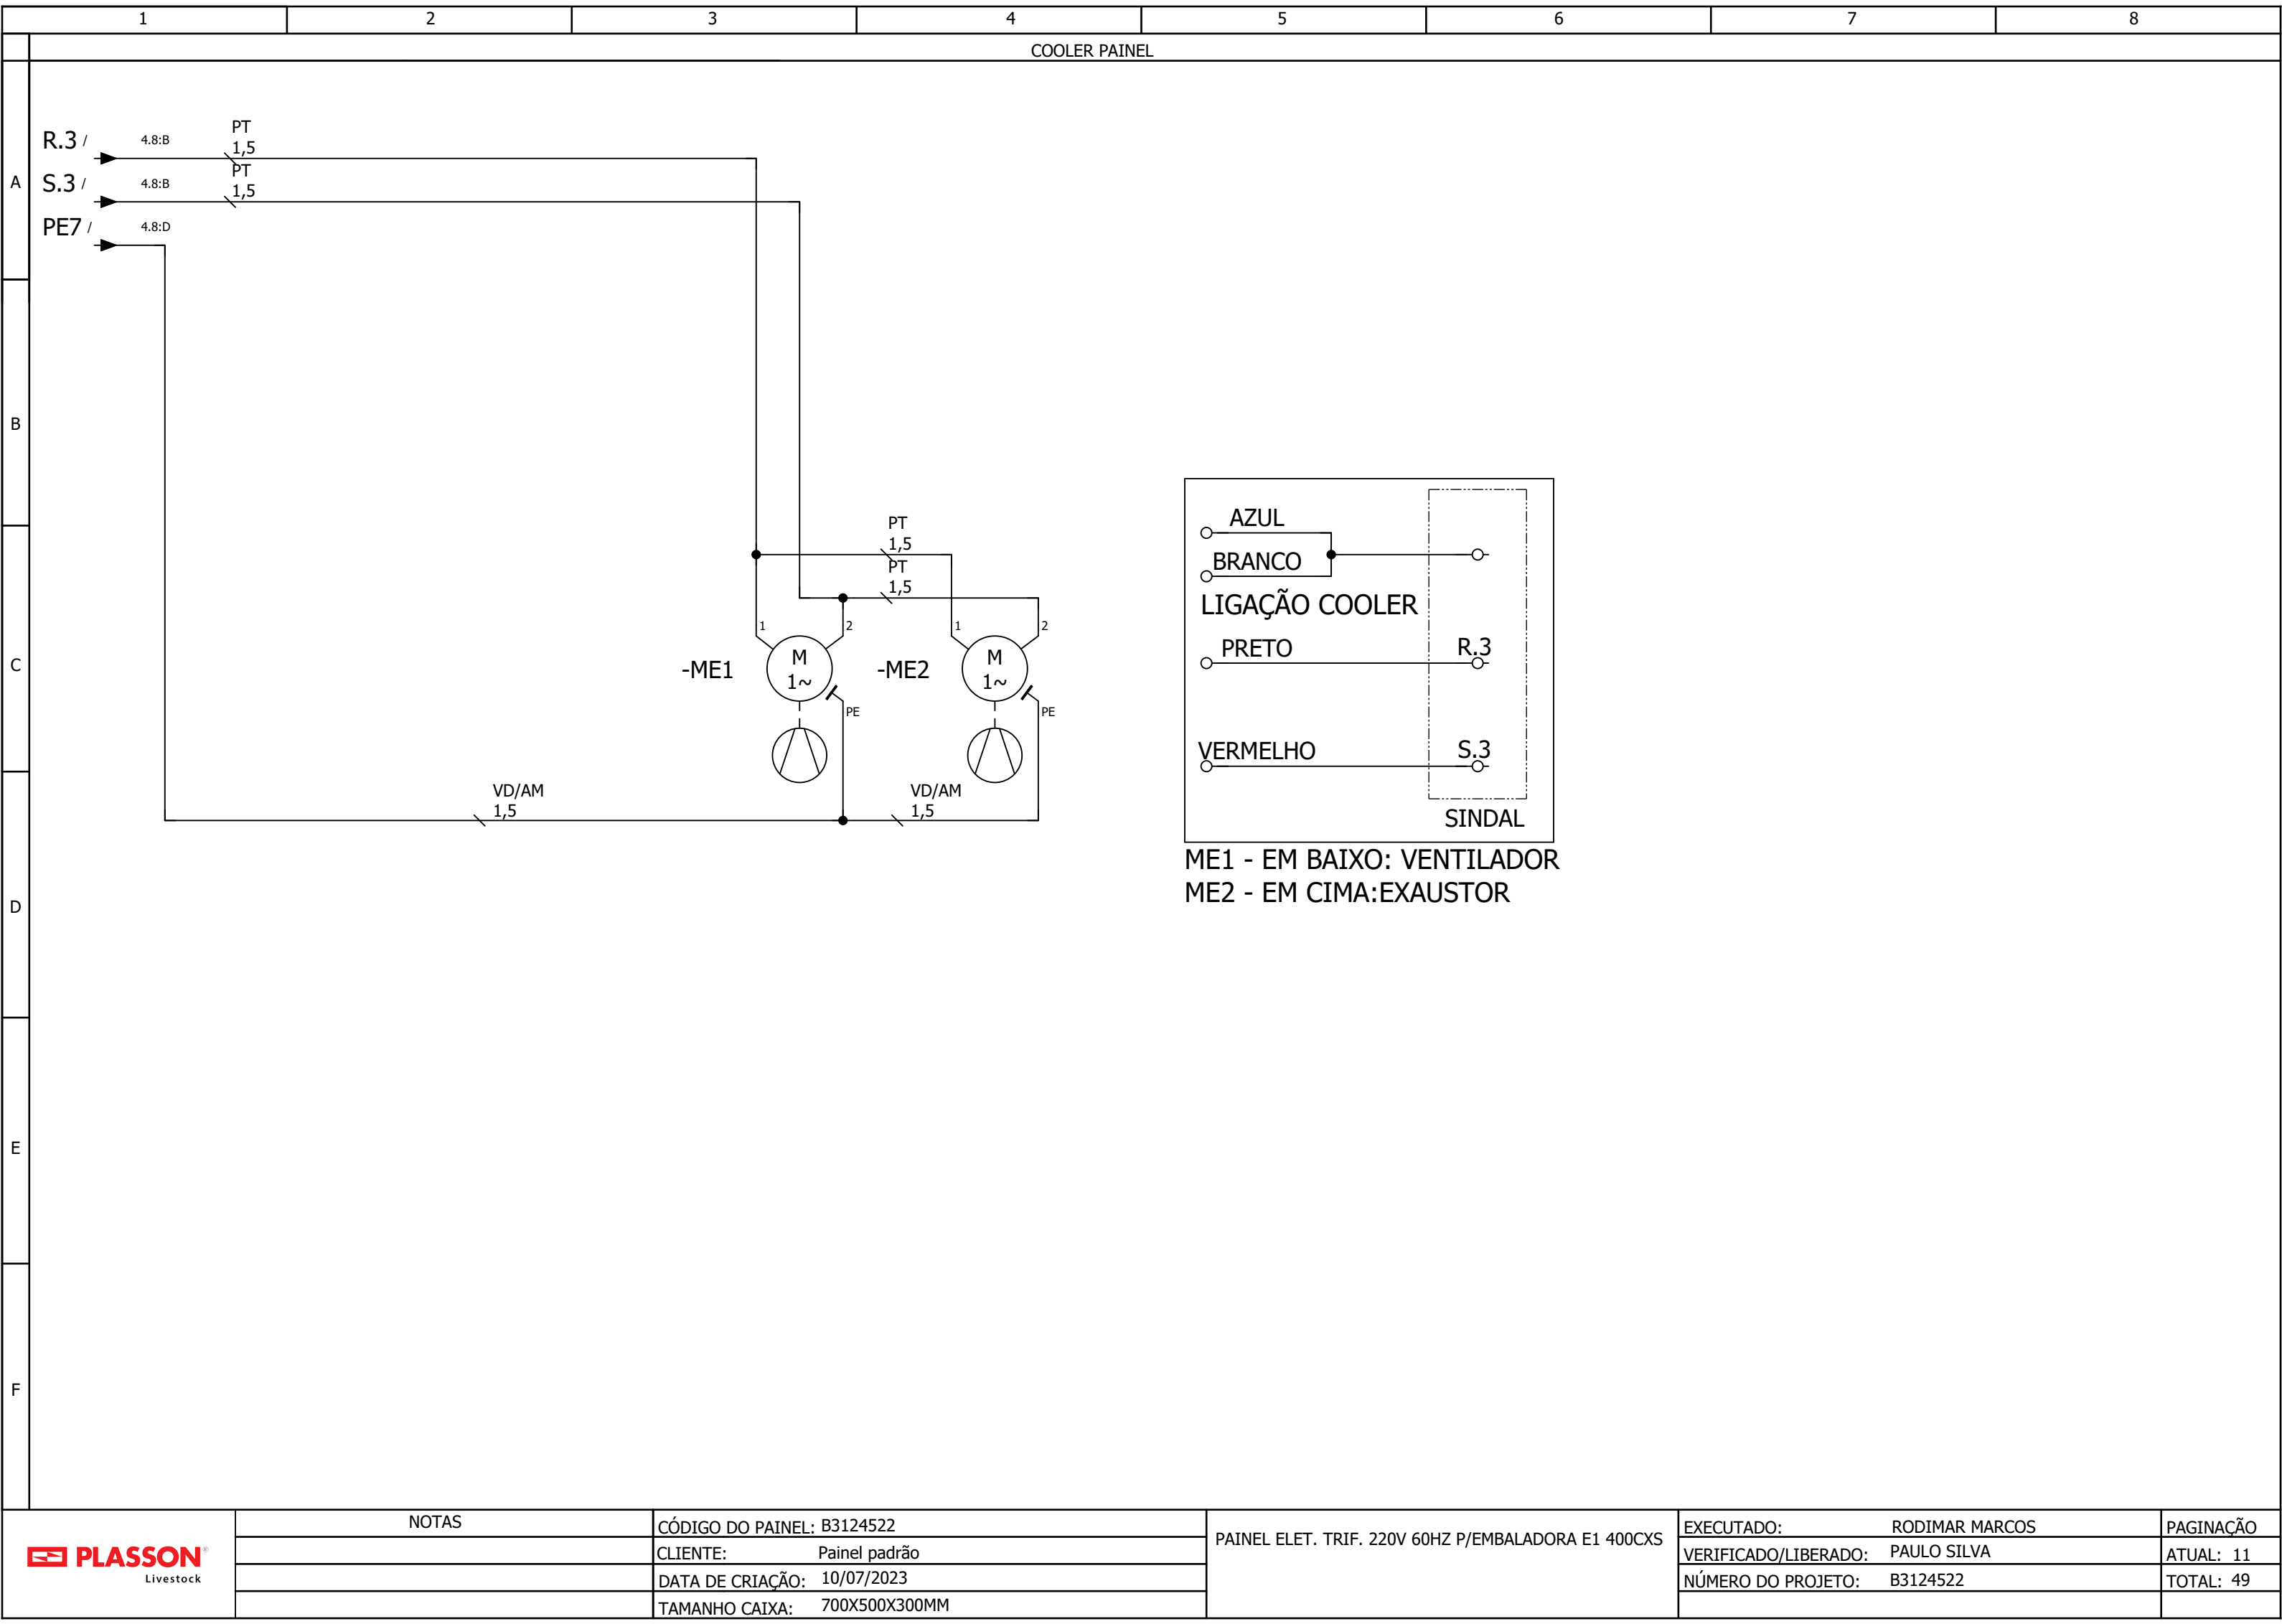 1 2 3 4 5 6 7 8
COOLER PAINEL
A
B
C
D
E
F
R.3 / 4.8:B
PT
1,5
S.3 / 4.8:B
PT
1,5
PE7 / 4.8:D
PT
1,5
PT
1,5
1 2 1 2
-ME1
M
1~
PE
-ME2
M
1~
PE
VD/AM
1,5
VD/AM
1,5
AZUL
BRANCO
LIGAÇÃO COOLER
PRETO R.3
VERMELHO S.3
SINDAL
ME1 - EM BAIXO: VENTILADOR
ME2 - EM CIMA:EXAUSTOR
PLASSON®
Livestock
NOTAS
CÓDIGO DO PAINEL: B3124522
CLIENTE: Painel padrão
DATA DE CRIAÇÃO: 10/07/2023
TAMANHO CAIXA: 700X500X300MM
PAINEL ELET. TRIF. 220V 60HZ P/EMBALADORA E1 400CXS
EXECUTADO: RODIMAR MARCOS
VERIFICADO/LIBERADO: PAULO SILVA
NÚMERO DO PROJETO: B3124522
PAGINAÇÃO
ATUAL: 11
TOTAL: 49